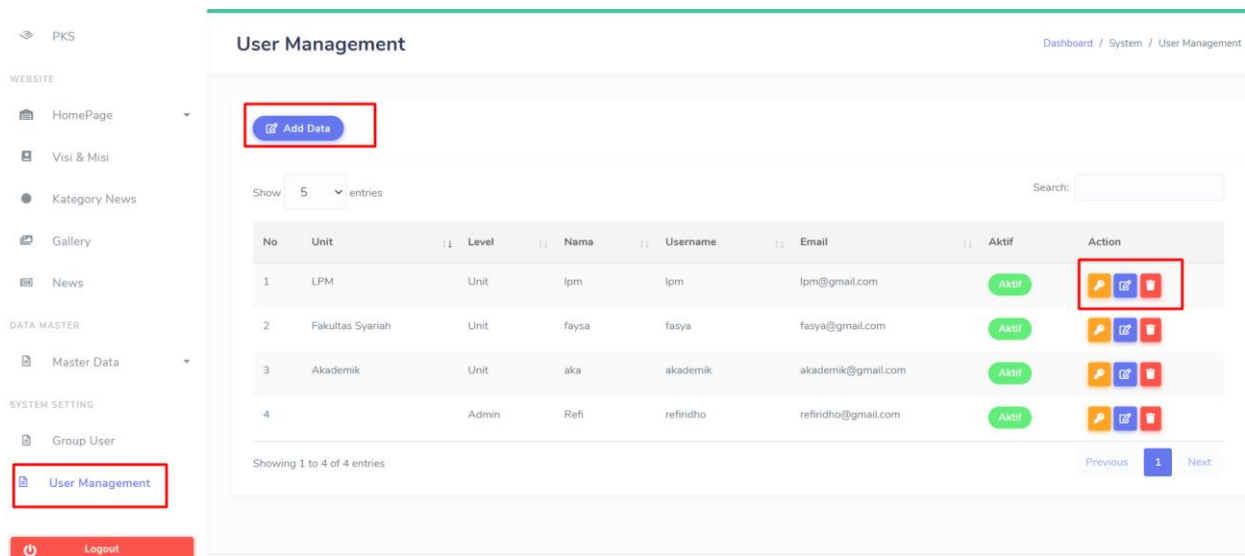 PKS
WEBSITE
HomePage
Visi & Misi
Kategory News
Gallery
News
DATA MASTER
Master Data
SYSTEM SETTING
Group User
User Management
Logout
User Management
Dashboard / System / User Management
Add Data
Show 5 entries
Search:
No Unit Level Nama Username Email Aktif Action
1 LPM Unit lpm lpm lpm@gmail.com Aktif
2 Fakultas Syariah Unit faysa fasya fasya@gmail.com Aktif
3 Akademik Unit aka akademik akademik@gmail.com Aktif
4 Admin Refi refiridho refiridho@gmail.com Aktif
Showing 1 to 4 of 4 entries
Previous 1 Next